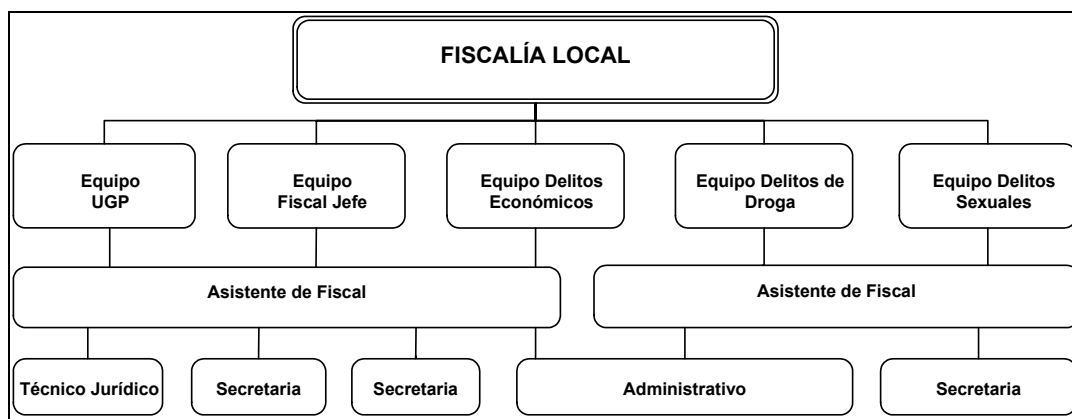 FISCALÍA LOCAL
Equipo
UGP
Equipo
Fiscal Jefe
Equipo Delitos
Económicos
Equipo Delitos de
Droga
Equipo Delitos
Sexuales
Asistente de Fiscal
Asistente de Fiscal
Técnico Jurídico
Secretaria
Secretaria
Administrativo
Secretaria